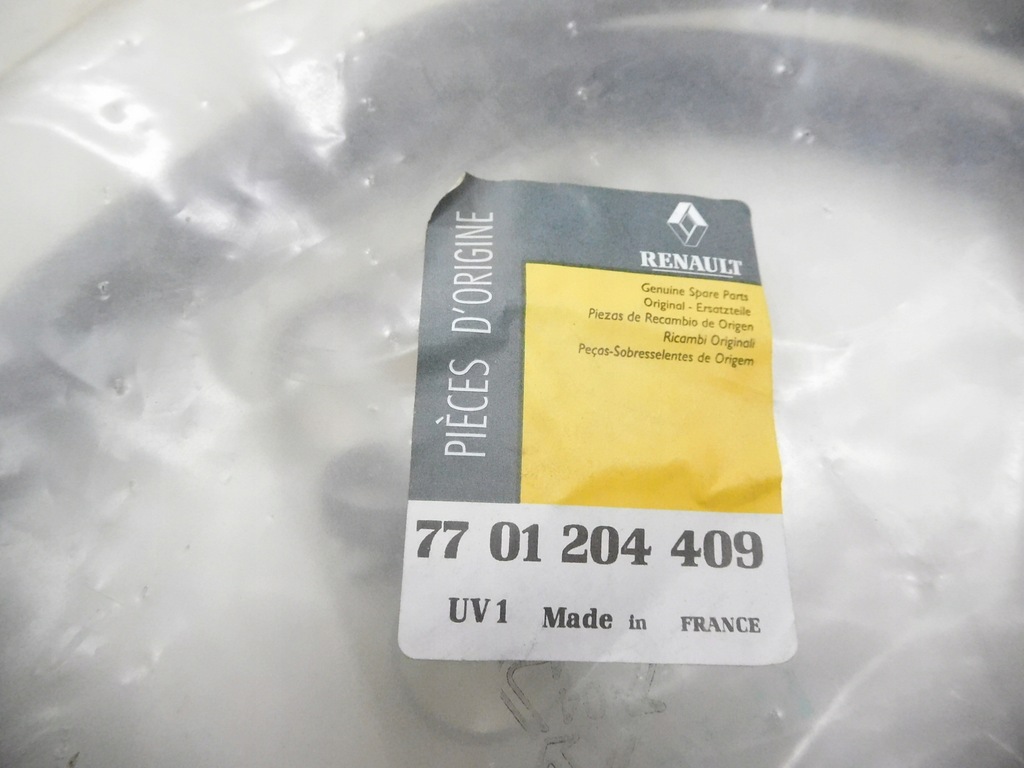 PIÈCES D'ORIGINE
RENAULT
Genuine Spare Parts
Original - Ersatzteile
Piezas de Recambio de Origen
Ricambi Originali
Peças-Sobresselentes de Origem
77 01 204 409
UV1 Made in FRANCE